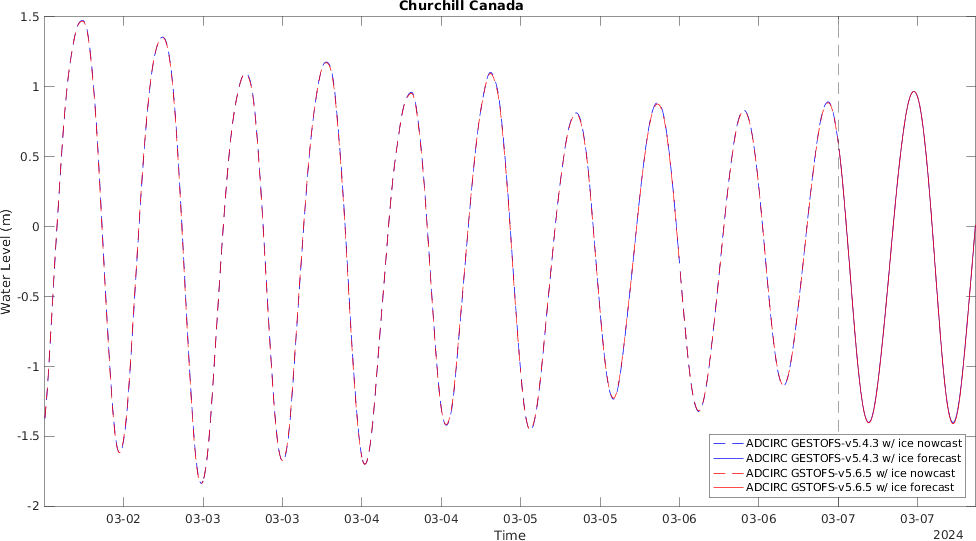 Churchill Canada
1.5
1
0.5
0
-0.5
-1
-1.5
-2
Water Level (m)
ADCIRC GESTOFS-v5.4.3 w/ ice nowcast
ADCIRC GESTOFS-v5.4.3 w/ ice forecast
ADCIRC GSTOFS-v5.6.5 w/ ice nowcast
ADCIRC GSTOFS-v5.6.5 w/ ice forecast
03-02 03-03 03-03 03-04 03-04 03-05 03-05 03-06 03-06 03-07 03-07
Time
2024